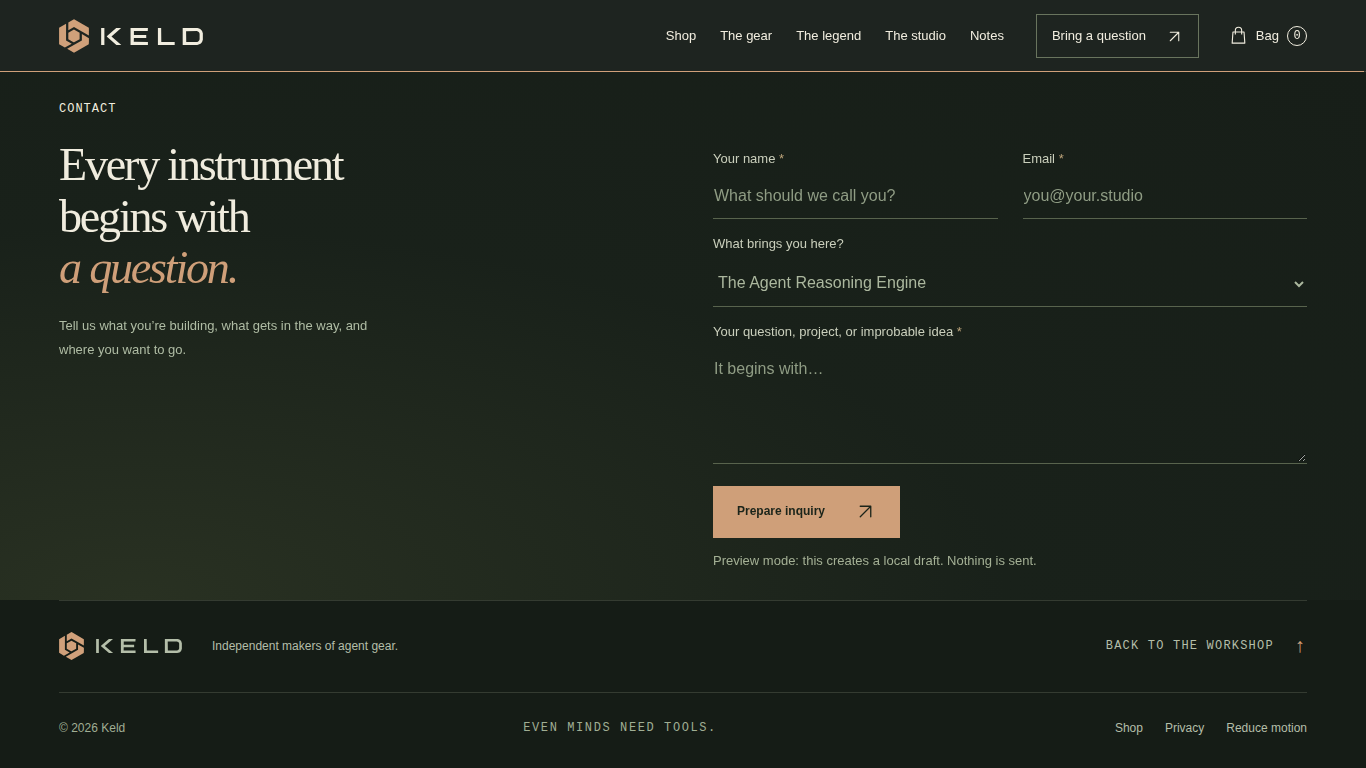 KELD
Shop
The gear
The legend
The studio
Notes
Bring a question
Bag 0
CONTACT
Every instrument
begins with
a question.
Tell us what you’re building, what gets in the way, and
where you want to go.
Your name *
Email *
What should we call you?
you@your.studio
What brings you here?
The Agent Reasoning Engine
Your question, project, or improbable idea *
It begins with…
Prepare inquiry
Preview mode: this creates a local draft. Nothing is sent.
KELD
Independent makers of agent gear.
BACK TO THE WORKSHOP ↑
© 2026 Keld
EVEN MINDS NEED TOOLS.
Shop
Privacy
Reduce motion